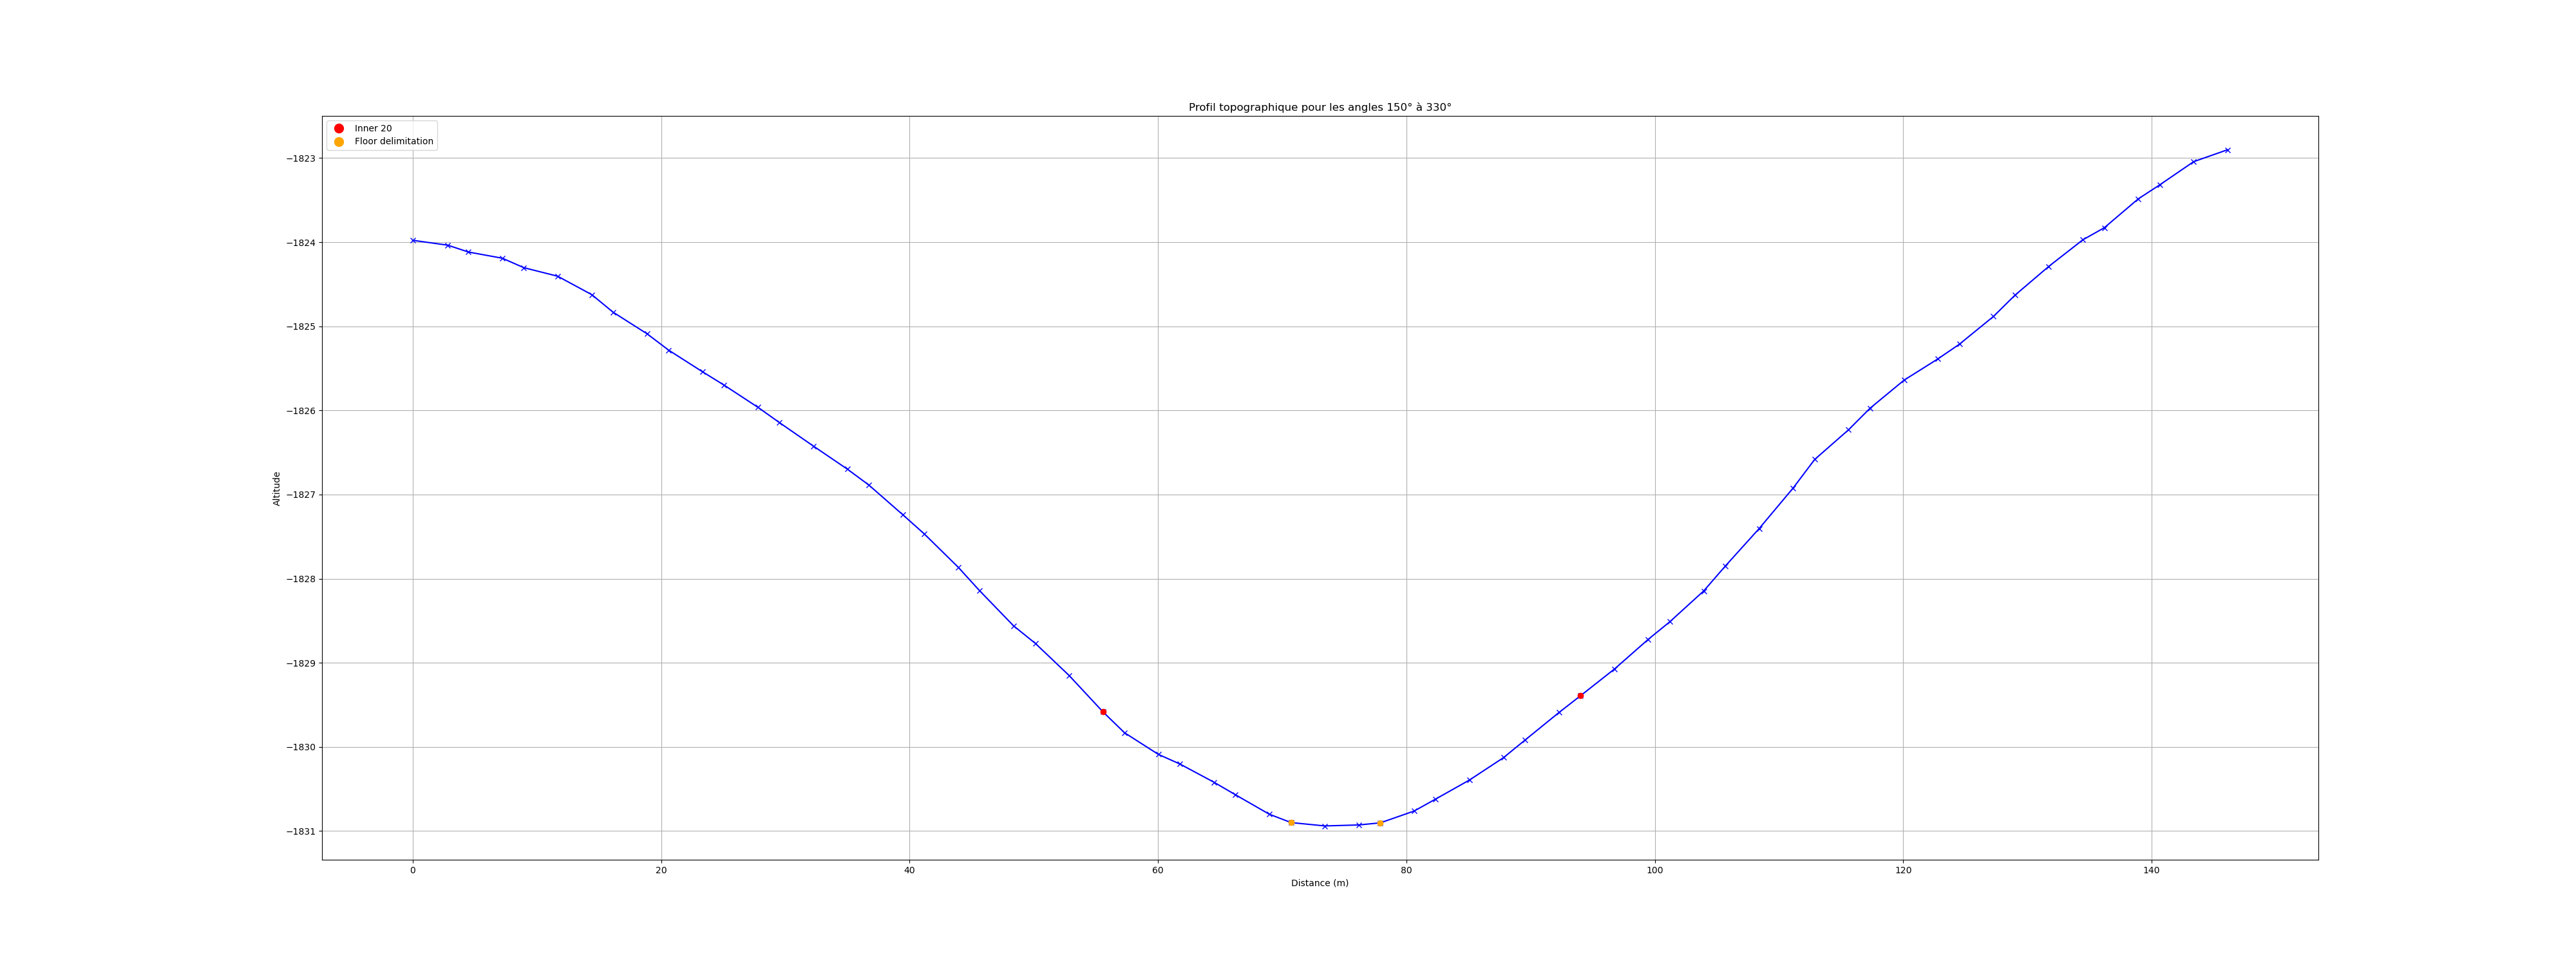 Profil topographique pour les angles 150° à 330°
Inner 20
Floor delimitation
−1823
−1824
−1825
−1826
−1827
−1828
−1829
−1830
−1831
Altitude
0 20 40 60 80 100 120 140
Distance (m)